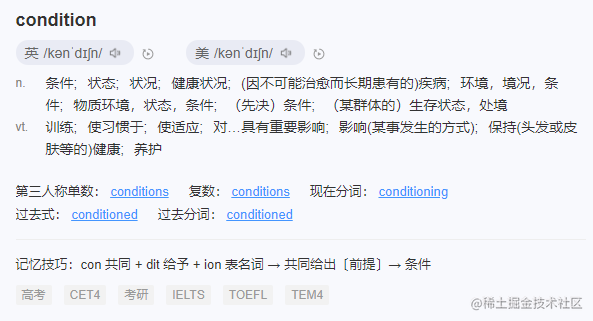 condition
英 /kənˈdɪʃn/ 美 /kənˈdɪʃn/
n. 条件；状态；状况；健康状况；(因不可能治愈而长期患有的)疾病；环境，境况，条
件；物质环境，状态，条件；（先决）条件；（某群体的）生存状态，处境
vt. 训练；使习惯于；使适应；对…具有重要影响；影响(某事发生的方式)；保持(头发或皮
肤等的)健康；养护
第三人称单数： conditions 复数： conditions 现在分词： conditioning
过去式： conditioned 过去分词： conditioned
记忆技巧：con 共同 + dit 给予 + ion 表名词 → 共同给出〔前提〕→ 条件
高考 CET4 考研 IELTS TOEFL TEM4
@稀土掘金技术社区